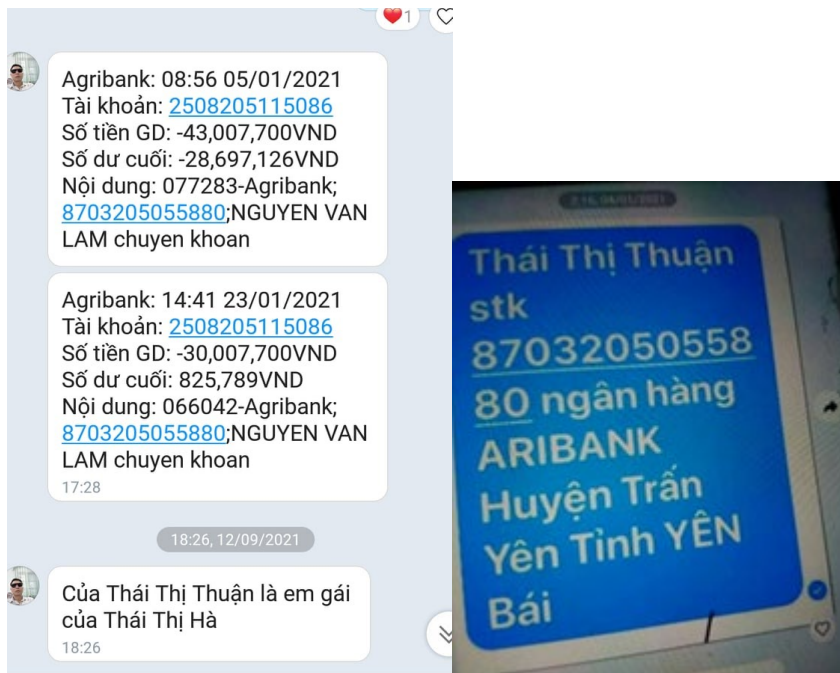 1
Agribank: 08:56 05/01/2021
Tài khoản: 2508205115086
Số tiền GD: -43,007,700VND
Số dư cuối: -28,697,126VND
Nội dung: 077283-Agribank;
8703205055880;NGUYEN VAN
LAM chuyen khoan
Agribank: 14:41 23/01/2021
Tài khoản: 2508205115086
Số tiền GD: -30,007,700VND
Số dư cuối: 825,789VND
Nội dung: 066042-Agribank;
8703205055880;NGUYEN VAN
LAM chuyen khoan
17:28
18:26, 12/09/2021
Của Thái Thị Thuận là em gái
của Thái Thị Hà
18:26
Thái Thị Thuận
stk
87032050558
80 ngân hàng
ARIBANK
Huyện Trấn
Yên Tỉnh YÊN
Bái